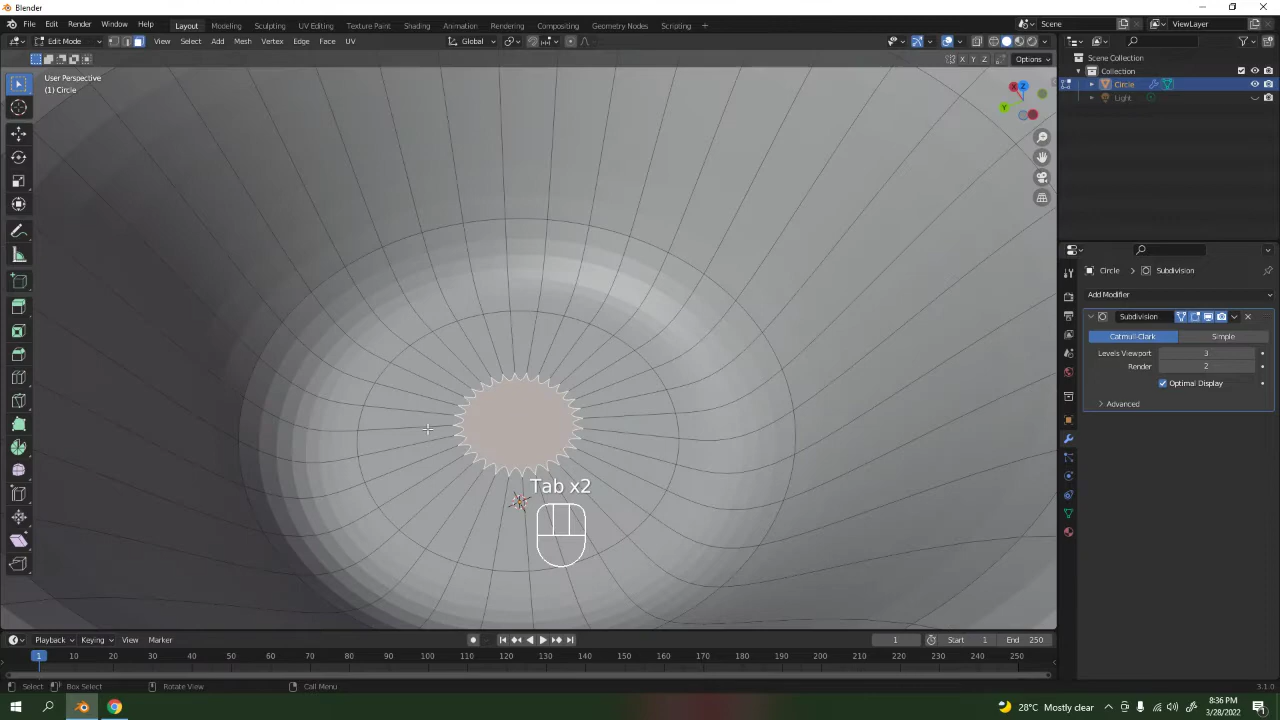 Blender
File Edit Render Window Help Layout Modeling Sculpting UV Editing Texture Paint Shading Animation Rendering Compositing Geometry Nodes Scripting + Scene ViewLayer
Edit Mode View Select Add Mesh Vertex Edge Face UV Global
X Y Z Options
User Perspective
(1) Circle
Scene Collection
Collection
Circle
Light
X Z
Y
Circle > Subdivision
Add Modifier
Subdivision
Catmull-Clark Simple
Levels Viewport 3
Render 2
Optimal Display
Advanced
Tab x2
Playback Keying View Marker 1 Start 1 End 250
1 10 20 30 40 50 60 70 80 90 100 110 120 130 140 150 160 170 180 190 200 210 220 230 240 250
Select Box Select Rotate View Call Menu 3.1.0
28°C Mostly clear 8:36 PM
3/28/2022